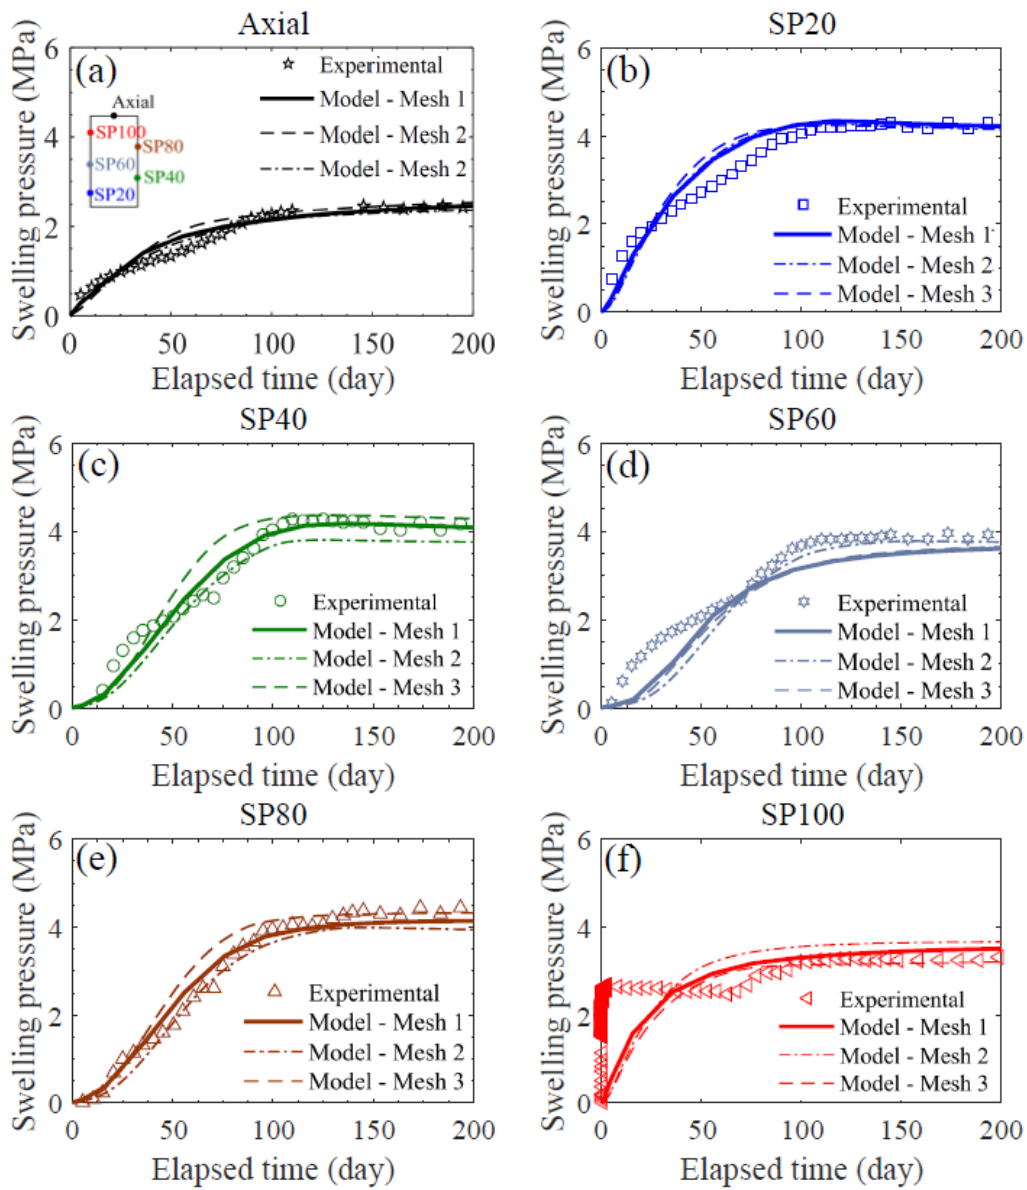 Axial
Swelling pressure (MPa)
6
4
2
0
(a)
Axial
SP100
SP80
SP60
SP40
SP20
Experimental
Model - Mesh 1
Model - Mesh 2
Model - Mesh 2
0 50 100 150 200
Elapsed time (day)
SP20
Swelling pressure (MPa)
6
4
2
0
(b)
Experimental
Model - Mesh 1
Model - Mesh 2
Model - Mesh 3
0 50 100 150 200
Elapsed time (day)
SP40
Swelling pressure (MPa)
6
4
2
0
(c)
Experimental
Model - Mesh 1
Model - Mesh 2
Model - Mesh 3
0 50 100 150 200
Elapsed time (day)
SP60
Swelling pressure (MPa)
6
4
2
0
(d)
Experimental
Model - Mesh 1
Model - Mesh 2
Model - Mesh 3
0 50 100 150 200
Elapsed time (day)
SP80
Swelling pressure (MPa)
6
4
2
0
(e)
Experimental
Model - Mesh 1
Model - Mesh 2
Model - Mesh 3
0 50 100 150 200
Elapsed time (day)
SP100
Swelling pressure (MPa)
6
4
2
0
(f)
Experimental
Model - Mesh 1
Model - Mesh 2
Model - Mesh 3
0 50 100 150 200
Elapsed time (day)